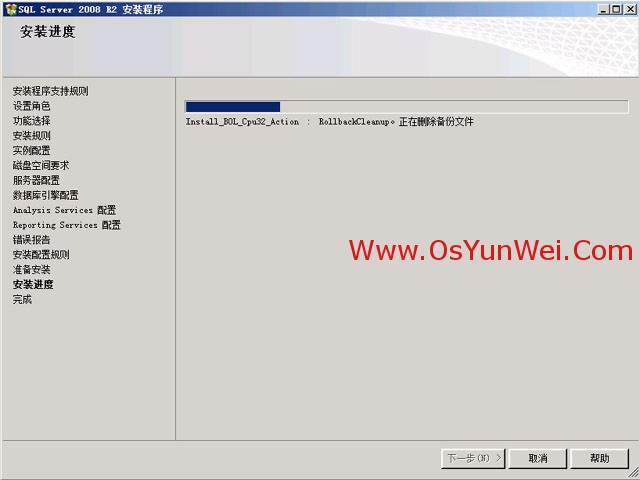 SQL Server 2008 R2 安装程序
安装进度
安装程序支持规则
设置角色
功能选择
安装规则
实例配置
磁盘空间要求
服务器配置
数据库引擎配置
Analysis Services 配置
Reporting Services 配置
错误报告
安装配置规则
准备安装
安装进度
完成
Install_BOL_Cpu32_Action : RollbackCleanup。正在删除备份文件
Www.OsYunWei.Com
下一步(N) >
取消
帮助